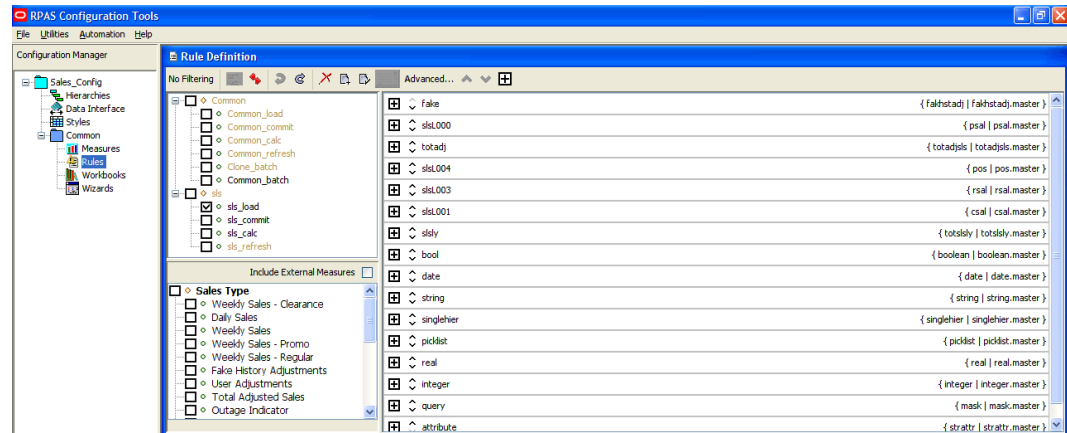 RPAS Configuration Tools
File Utilities Automation Help
Configuration Manager
Sales_Config
Hierarchies
Data Interface
Styles
Common
Measures
Rules
Workbooks
Wizards
Rule Definition
No Filtering
Advanced...
Common
Common_load
Common_commit
Common_calc
Common_refresh
Clone_batch
Common_batch
sls
sls_load
sls_commit
sls_calc
sls_refresh
Include External Measures
Sales Type
Weekly Sales - Clearance
Daily Sales
Weekly Sales
Weekly Sales - Promo
Weekly Sales - Regular
Fake History Adjustments
User Adjustments
Total Adjusted Sales
Outage Indicator
fake { fakhstadj | fakhstadj.master }
slsL000 { psal | psal.master }
totadj { totadjsls | totadjsls.master }
slsL004 { pos | pos.master }
slsL003 { rsal | rsal.master }
slsL001 { csal | csal.master }
slsly { totslsly | totslsly.master }
bool { boolean | boolean.master }
date { date | date.master }
string { string | string.master }
singlehier { singlehier | singlehier.master }
picklist { picklist | picklist.master }
real { real | real.master }
integer { integer | integer.master }
query { mask | mask.master }
attribute { strattr | strattr.master }